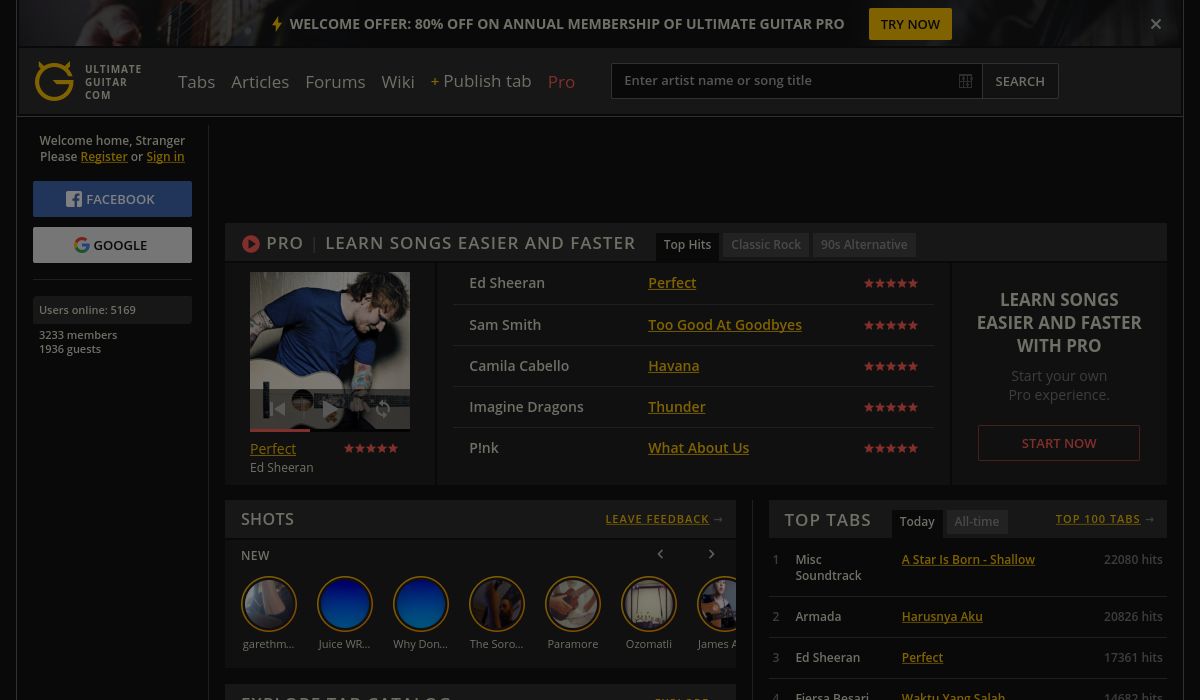 WELCOME OFFER: 80% OFF ON ANNUAL MEMBERSHIP OF ULTIMATE GUITAR PRO
TRY NOW
ULTIMATE
GUITAR
COM
Tabs Articles Forums Wiki + Publish tab Pro
Enter artist name or song title
SEARCH
Welcome home, Stranger
Please Register or Sign in
FACEBOOK
GOOGLE
Users online: 5169
3233 members
1936 guests
PRO | LEARN SONGS EASIER AND FASTER
Top Hits Classic Rock 90s Alternative
Perfect
Ed Sheeran
Ed Sheeran Perfect
Sam Smith Too Good At Goodbyes
Camila Cabello Havana
Imagine Dragons Thunder
P!nk What About Us
LEARN SONGS
EASIER AND FASTER
WITH PRO
Start your own
Pro experience.
START NOW
SHOTS
LEAVE FEEDBACK →
NEW
garethm... Juice WR... Why Don... The Soro... Paramore Ozomatli James A
EXPLORE TAB CATALOG
EXPLORE
TOP TABS
Today All-time
TOP 100 TABS →
1 Misc Soundtrack A Star Is Born - Shallow 22080 hits
2 Armada Harusnya Aku 20826 hits
3 Ed Sheeran Perfect 17361 hits
4 Fiersa Besari Waktu Yang Salah 14682 hits